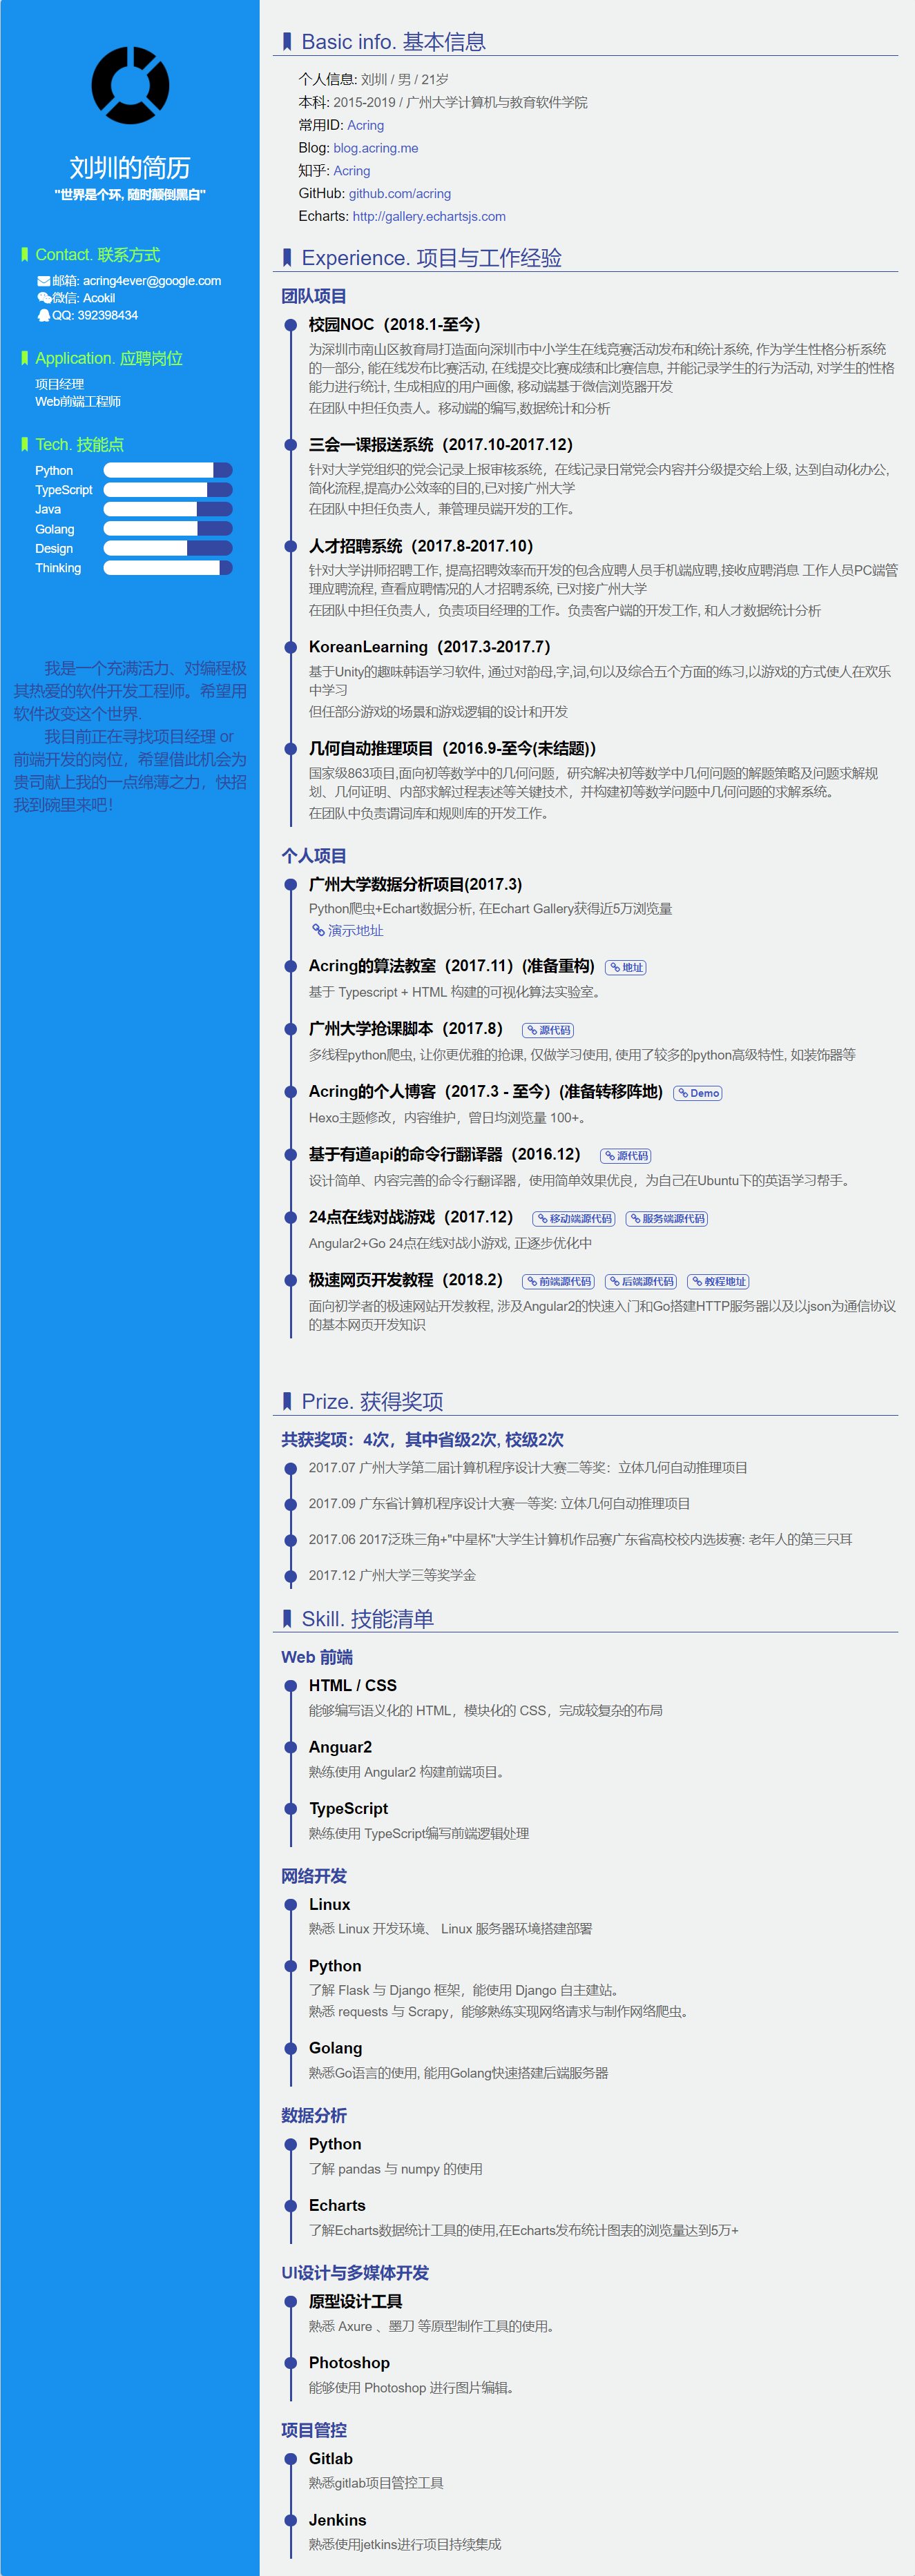 刘圳的简历
"世界是个环, 随时颠倒黑白"
Contact. 联系方式
邮箱: acring4ever@google.com
微信: Acokil
QQ: 392398434
Application. 应聘岗位
项目经理
Web前端工程师
Tech. 技能点
Python
TypeScript
Java
Golang
Design
Thinking
我是一个充满活力、对编程极
其热爱的软件开发工程师。希望用
软件改变这个世界.
我目前正在寻找项目经理 or
前端开发的岗位，希望借此机会为
贵司献上我的一点绵薄之力，快招
我到碗里来吧！
Basic info. 基本信息
个人信息: 刘圳 / 男 / 21岁
本科: 2015-2019 / 广州大学计算机与教育软件学院
常用ID: Acring
Blog: blog.acring.me
知乎: Acring
GitHub: github.com/acring
Echarts: http://gallery.echartsjs.com
Experience. 项目与工作经验
团队项目
校园NOC（2018.1-至今）
为深圳市南山区教育局打造面向深圳市中小学生在线竞赛活动发布和统计系统, 作为学生性格分析系统
的一部分, 能在线发布比赛活动, 在线提交比赛成绩和比赛信息, 并能记录学生的行为活动, 对学生的性格
能力进行统计, 生成相应的用户画像, 移动端基于微信浏览器开发
在团队中担任负责人。移动端的编写,数据统计和分析
三会一课报送系统（2017.10-2017.12）
针对大学党组织的党会记录上报审核系统，在线记录日常党会内容并分级提交给上级, 达到自动化办公,
简化流程,提高办公效率的目的,已对接广州大学
在团队中担任负责人，兼管理员端开发的工作。
人才招聘系统（2017.8-2017.10）
针对大学讲师招聘工作, 提高招聘效率而开发的包含应聘人员手机端应聘,接收应聘消息 工作人员PC端管
理应聘流程, 查看应聘情况的人才招聘系统, 已对接广州大学
在团队中担任负责人，负责项目经理的工作。负责客户端的开发工作, 和人才数据统计分析
KoreanLearning（2017.3-2017.7）
基于Unity的趣味韩语学习软件, 通过对韵母,字,词,句以及综合五个方面的练习,以游戏的方式使人在欢乐
中学习
但任部分游戏的场景和游戏逻辑的设计和开发
几何自动推理项目（2016.9-至今(未结题)）
国家级863项目,面向初等数学中的几何问题，研究解决初等数学中几何问题的解题策略及问题求解规
划、几何证明、内部求解过程表述等关键技术，并构建初等数学问题中几何问题的求解系统。
在团队中负责谓词库和规则库的开发工作。
个人项目
广州大学数据分析项目(2017.3)
Python爬虫+Echart数据分析, 在Echart Gallery获得近5万浏览量
演示地址
Acring的算法教室（2017.11）(准备重构) 地址
基于 Typescript + HTML 构建的可视化算法实验室。
广州大学抢课脚本（2017.8） 源代码
多线程python爬虫, 让你更优雅的抢课, 仅做学习使用, 使用了较多的python高级特性, 如装饰器等
Acring的个人博客（2017.3 - 至今）(准备转移阵地) Demo
Hexo主题修改，内容维护，曾日均浏览量 100+。
基于有道api的命令行翻译器（2016.12） 源代码
设计简单、内容完善的命令行翻译器，使用简单效果优良，为自己在Ubuntu下的英语学习帮手。
24点在线对战游戏（2017.12） 移动端源代码 服务端源代码
Angular2+Go 24点在线对战小游戏, 正逐步优化中
极速网页开发教程（2018.2） 前端源代码 后端源代码 教程地址
面向初学者的极速网站开发教程, 涉及Angular2的快速入门和Go搭建HTTP服务器以及以json为通信协议
的基本网页开发知识
Prize. 获得奖项
共获奖项：4次，其中省级2次, 校级2次
2017.07 广州大学第二届计算机程序设计大赛二等奖：立体几何自动推理项目
2017.09 广东省计算机程序设计大赛一等奖: 立体几何自动推理项目
2017.06 2017泛珠三角+"中星杯"大学生计算机作品赛广东省高校校内选拔赛: 老年人的第三只耳
2017.12 广州大学三等奖学金
Skill. 技能清单
Web 前端
HTML / CSS
能够编写语义化的 HTML，模块化的 CSS，完成较复杂的布局
Anguar2
熟练使用 Angular2 构建前端项目。
TypeScript
熟练使用 TypeScript编写前端逻辑处理
网络开发
Linux
熟悉 Linux 开发环境、 Linux 服务器环境搭建部署
Python
了解 Flask 与 Django 框架，能使用 Django 自主建站。
熟悉 requests 与 Scrapy，能够熟练实现网络请求与制作网络爬虫。
Golang
熟悉Go语言的使用, 能用Golang快速搭建后端服务器
数据分析
Python
了解 pandas 与 numpy 的使用
Echarts
了解Echarts数据统计工具的使用,在Echarts发布统计图表的浏览量达到5万+
UI设计与多媒体开发
原型设计工具
熟悉 Axure 、墨刀 等原型制作工具的使用。
Photoshop
能够使用 Photoshop 进行图片编辑。
项目管控
Gitlab
熟悉gitlab项目管控工具
Jenkins
熟悉使用jetkins进行项目持续集成